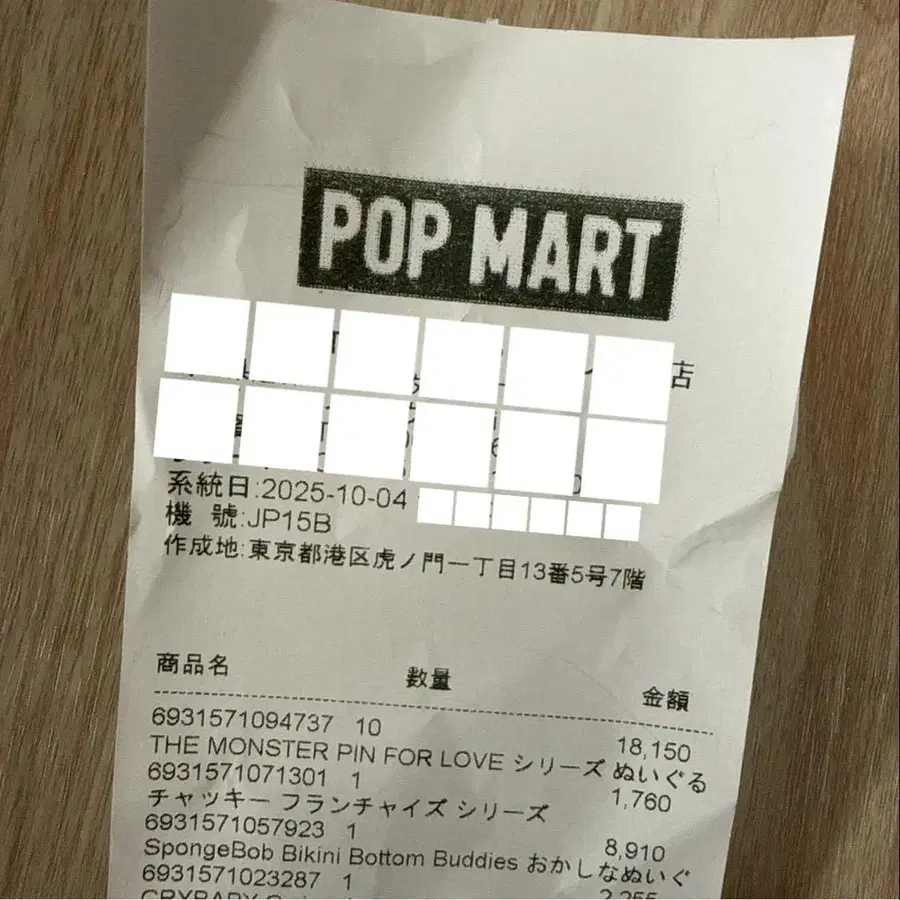 POP MART
店
系統日:2025-10-04
機 號:JP15B
作成地:東京都港区虎ノ門一丁目13番5号7階
商品名 数量 金額
6931571094737 10 18,150
THE MONSTER PIN FOR LOVE シリーズ ぬいぐる
6931571071301 1 1,760
チャッキー フランチャイズ シリーズ
6931571057923 1 8,910
SpongeBob Bikini Bottom Buddies おかしなぬいぐ
6931571023287 1 2,255
CRYBABY